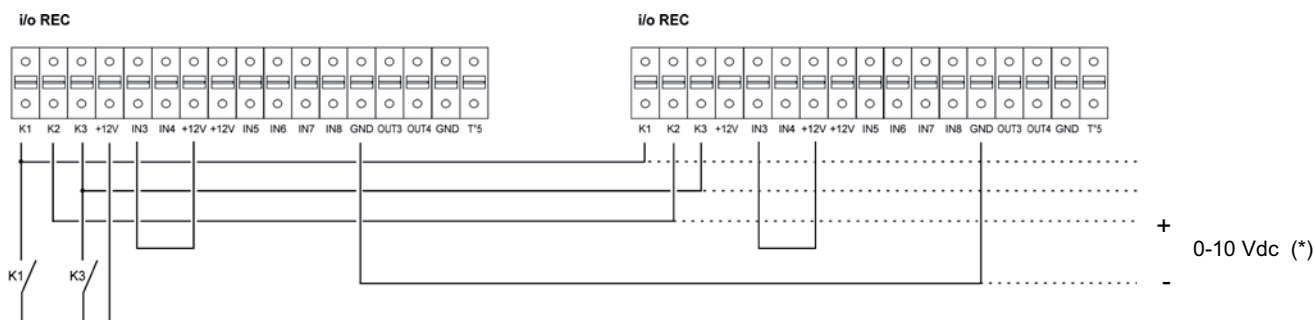 i/o REC
i/o REC
K1 K2 K3 +12V IN3 IN4 +12V +12V IN5 IN6 IN7 IN8 GND OUT3 OUT4 GND T°5
K1 K2 K3 +12V IN3 IN4 +12V +12V IN5 IN6 IN7 IN8 GND OUT3 OUT4 GND T°5
+
0-10 Vdc (*)
-
K1
K3